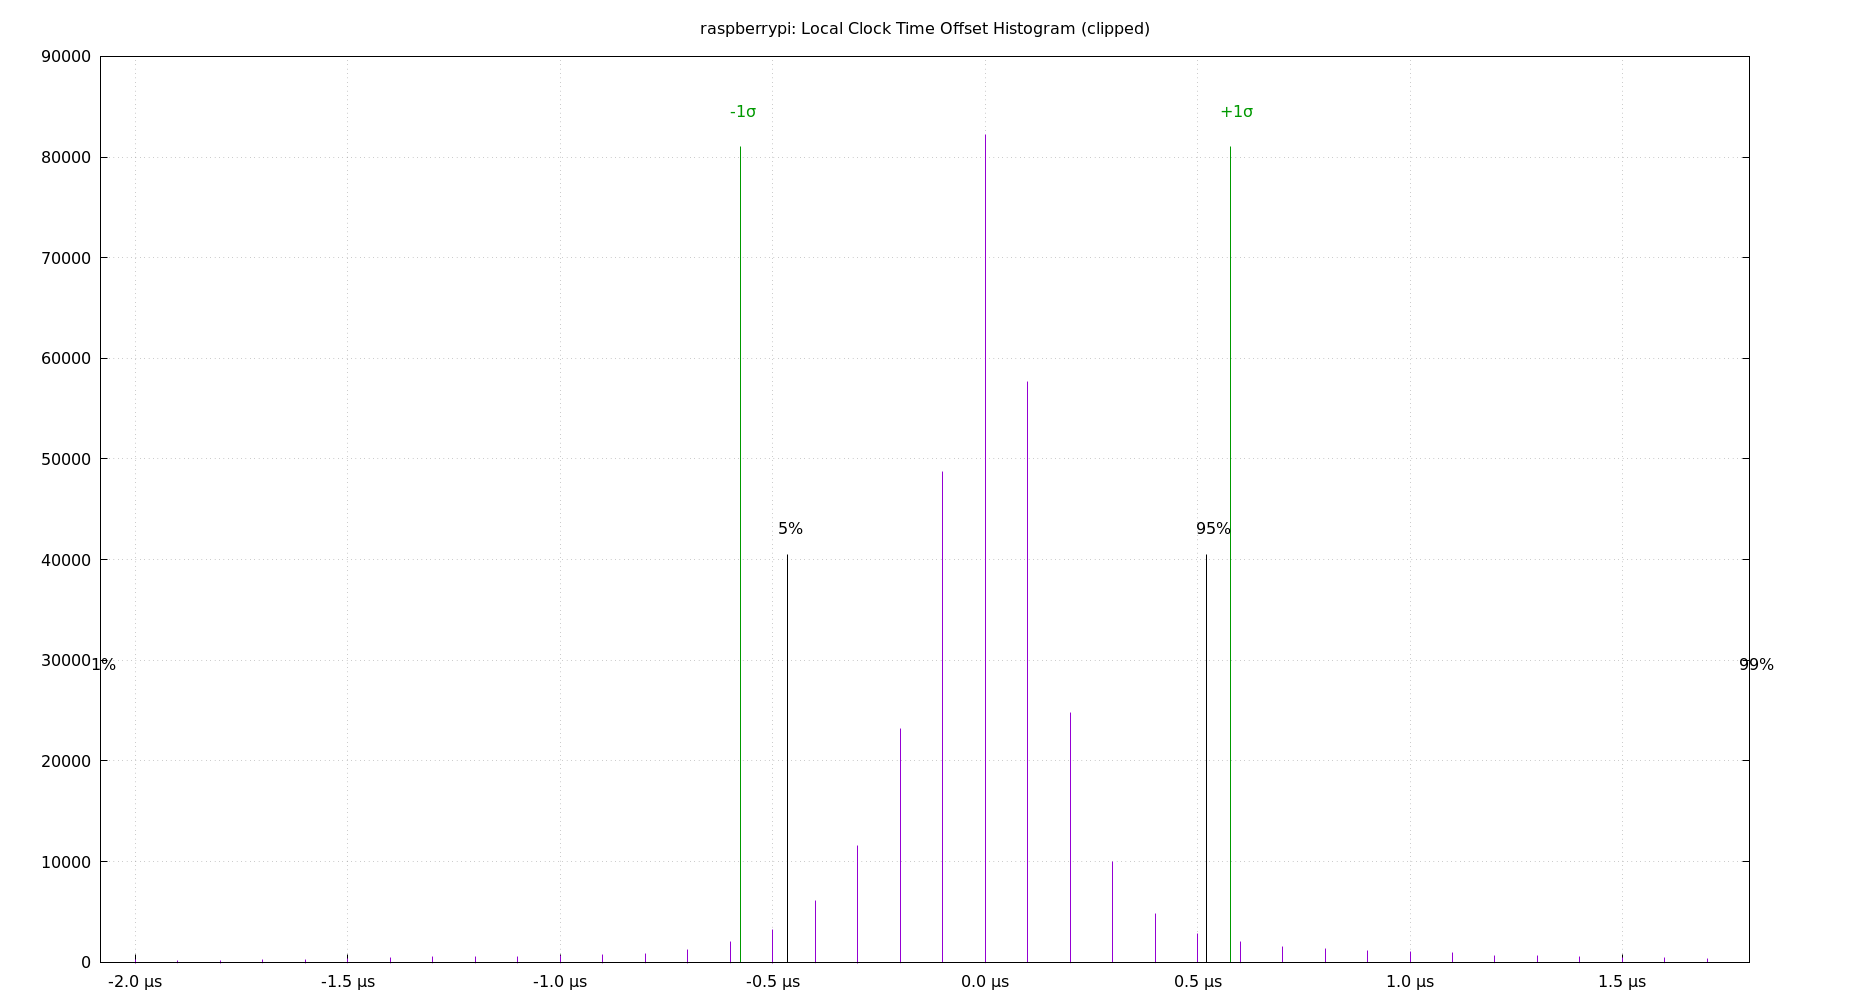 raspberrypi: Local Clock Time Offset Histogram (clipped)
90000
-1σ
+1σ
80000
70000
60000
50000
5%
95%
40000
30000
1%
99%
20000
10000
0
-2.0 µs
-1.5 µs
-1.0 µs
-0.5 µs
0.0 µs
0.5 µs
1.0 µs
1.5 µs